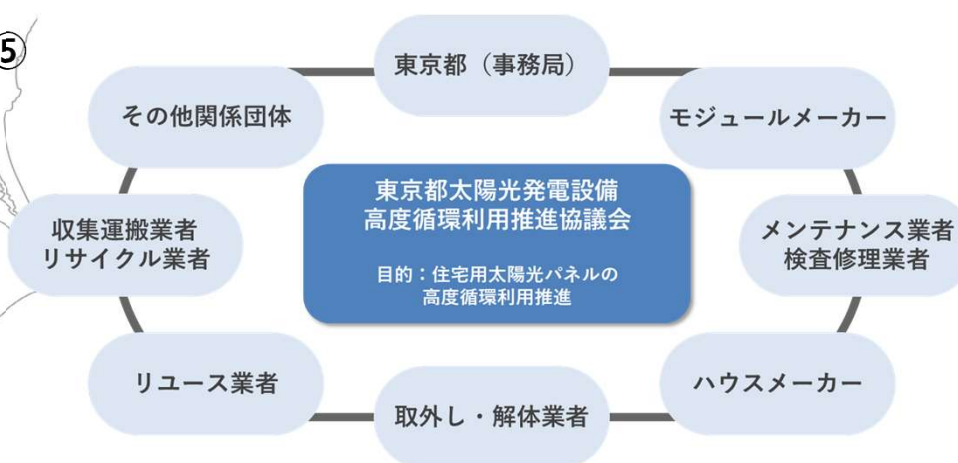 ⑤
東京都（事務局）
その他関係団体
モジュールメーカー
東京都太陽光発電設備
高度循環利用推進協議会
目的：住宅用太陽光パネルの
高度循環利用推進
収集運搬業者
リサイクル業者
メンテナンス業者
検査修理業者
リユース業者
ハウスメーカー
取外し・解体業者